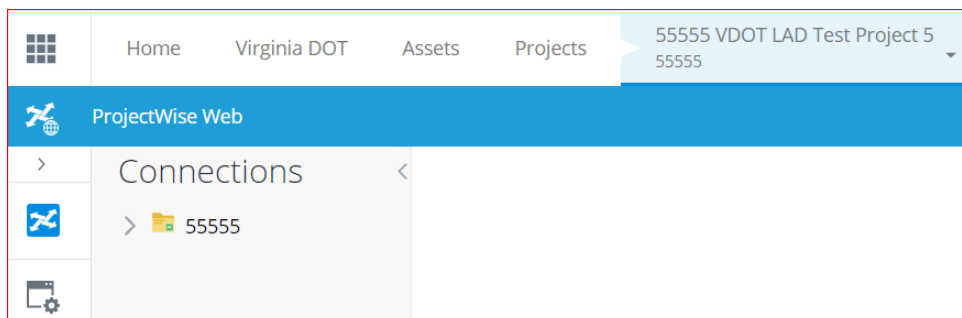 Home Virginia DOT Assets Projects 55555 VDOT LAD Test Project 5
55555
ProjectWise Web
Connections
55555